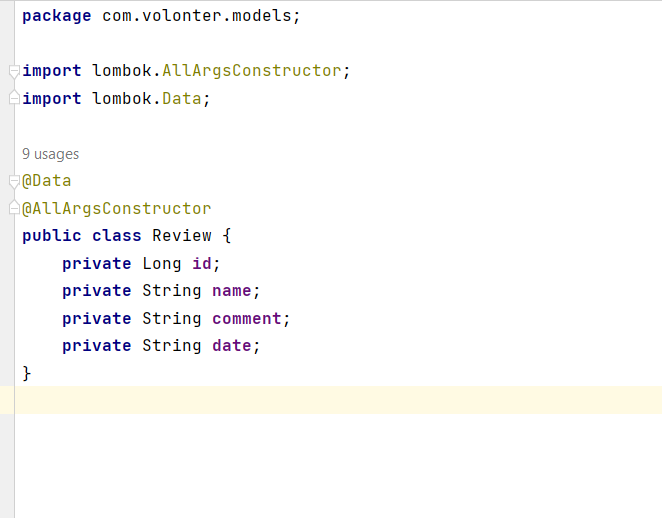 package com.volonter.models;
import lombok.AllArgsConstructor;
import lombok.Data;
9 usages
@Data
@AllArgsConstructor
public class Review {
    private Long id;
    private String name;
    private String comment;
    private String date;
}